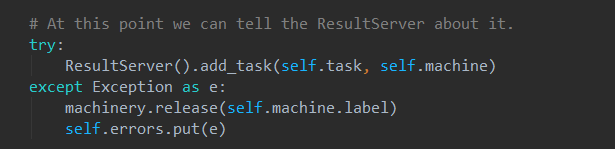 # At this point we can tell the ResultServer about it.
try:
    ResultServer().add_task(self.task, self.machine)
except Exception as e:
    machinery.release(self.machine.label)
    self.errors.put(e)